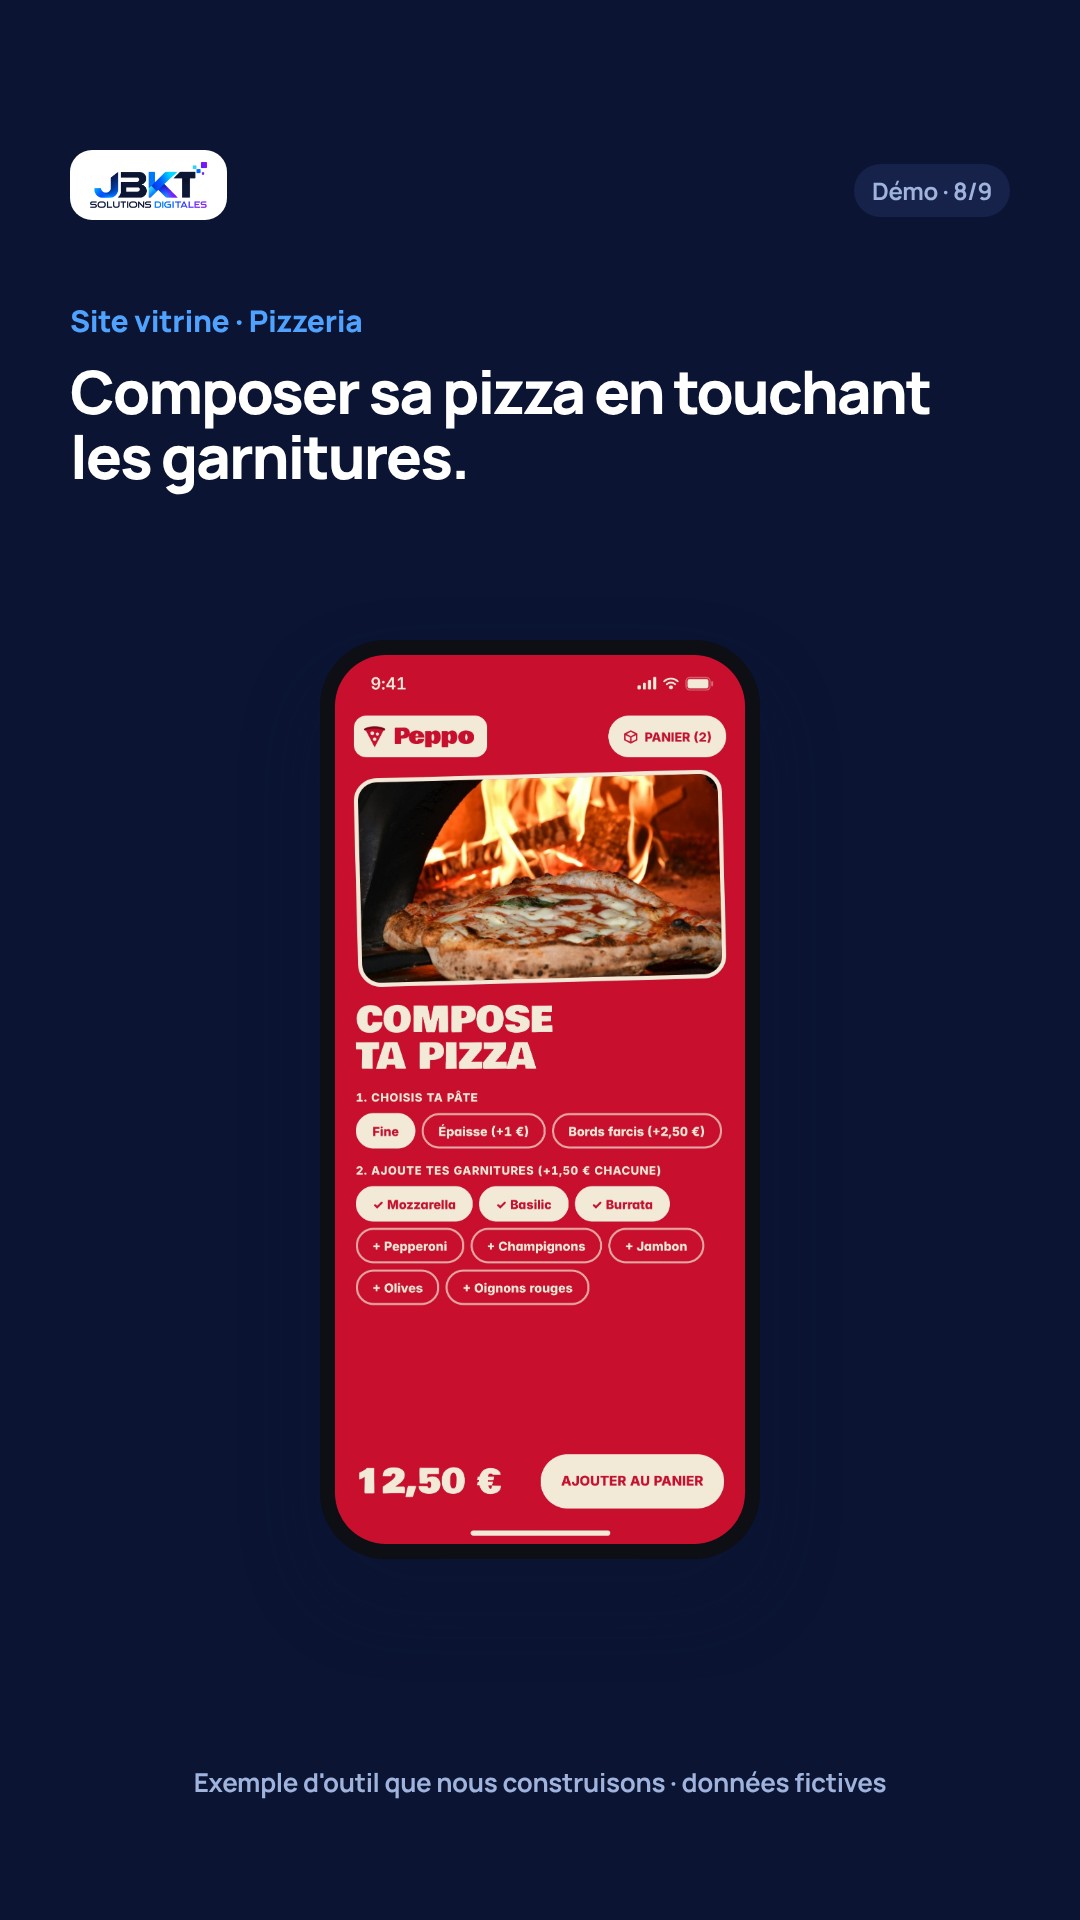 JBKT
SOLUTIONS DIGITALES
Démo · 8/9
Site vitrine · Pizzeria
Composer sa pizza en touchant
les garnitures.
9:41
Peppo
PANIER (2)
COMPOSE
TA PIZZA
1. CHOISIS TA PÂTE
Fine
Épaisse (+1 €)
Bords farcis (+2,50 €)
2. AJOUTE TES GARNITURES (+1,50 € CHACUNE)
✓ Mozzarella
✓ Basilic
✓ Burrata
+ Pepperoni
+ Champignons
+ Jambon
+ Olives
+ Oignons rouges
12,50 €
AJOUTER AU PANIER
Exemple d'outil que nous construisons · données fictives